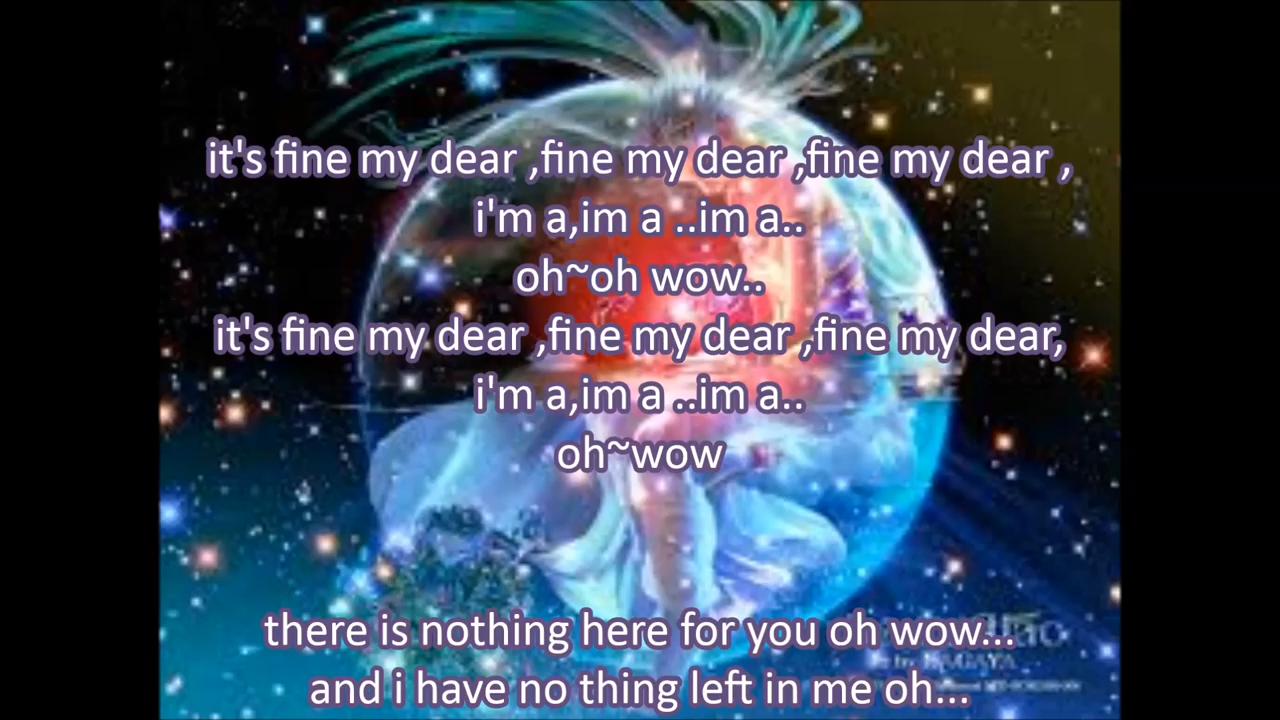 it's fine my dear ,fine my dear ,fine my dear ,
i'm a,im a ..im a..
oh~oh wow..
it's fine my dear ,fine my dear ,fine my dear,
i'm a,im a ..im a..
oh~wow
there is nothing here for you oh wow...
and i have no thing left in me oh...